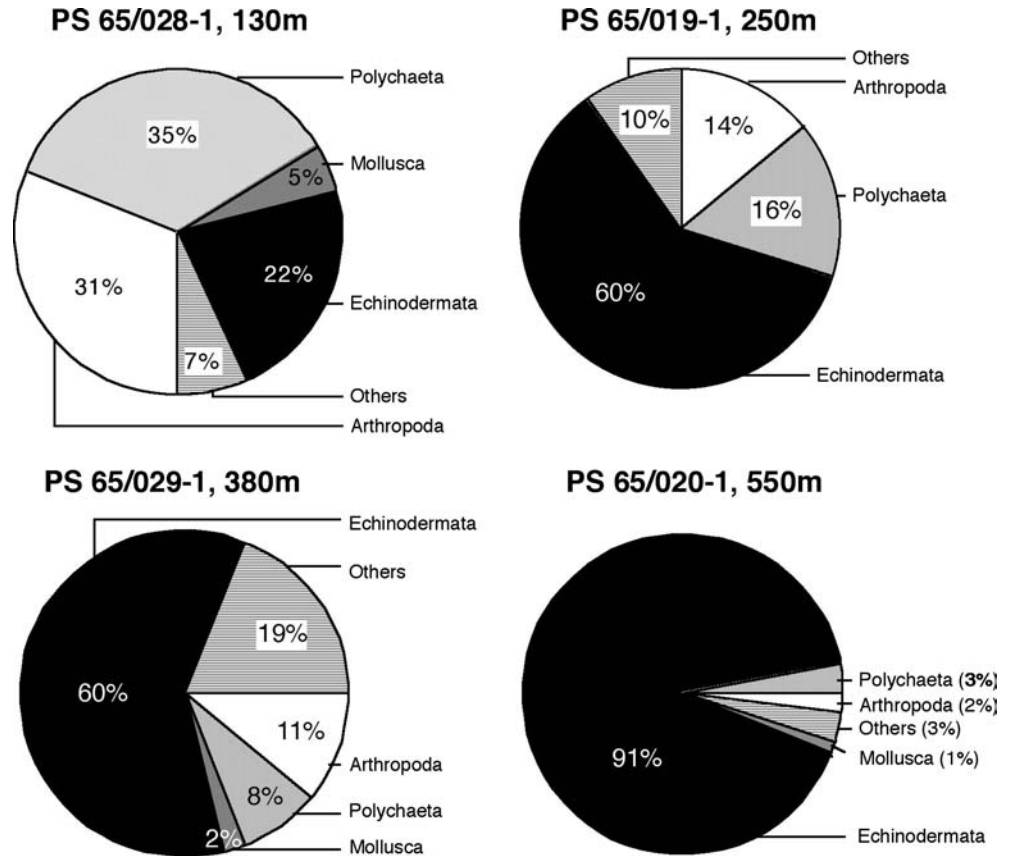 PS 65/028-1, 130m
Polychaeta
35%
Mollusca
5%
22%
Echinodermata
31%
7%
Others
Arthropoda
PS 65/019-1, 250m
Others
Arthropoda
10%
14%
Polychaeta
16%
60%
Echinodermata
PS 65/029-1, 380m
Echinodermata
Others
19%
60%
11%
Arthropoda
8%
Polychaeta
2%
Mollusca
PS 65/020-1, 550m
Polychaeta (3%)
Arthropoda (2%)
Others (3%)
Mollusca (1%)
91%
Echinodermata